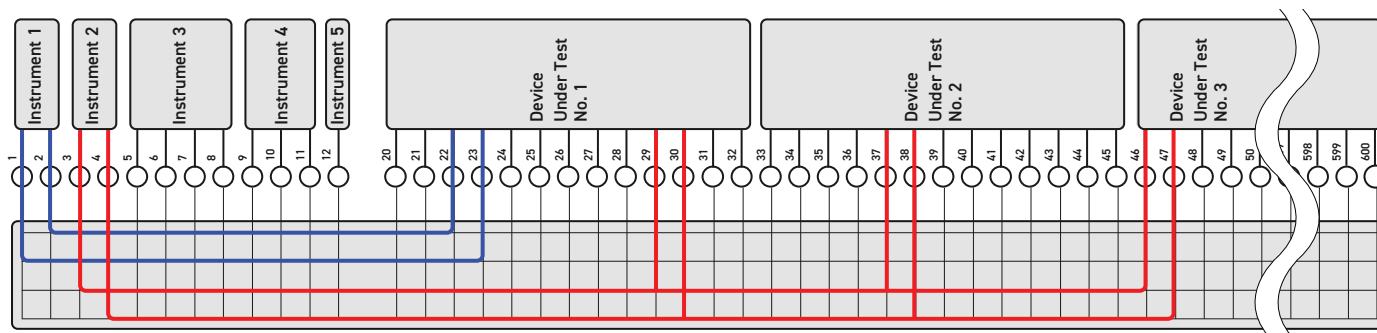 Instrument 1
Instrument 2
Instrument 3
Instrument 4
Instrument 5
Device
Under Test
No. 1
Device
Under Test
No. 2
Device
Under Test
No. 3
1 2 3 4 5 6 7 8 9 10 11 12 20 21 22 23 24 25 26 27 28 29 30 31 32 33 34 35 36 37 38 39 40 41 42 43 44 45 46 47 48 49 50 598 599 600